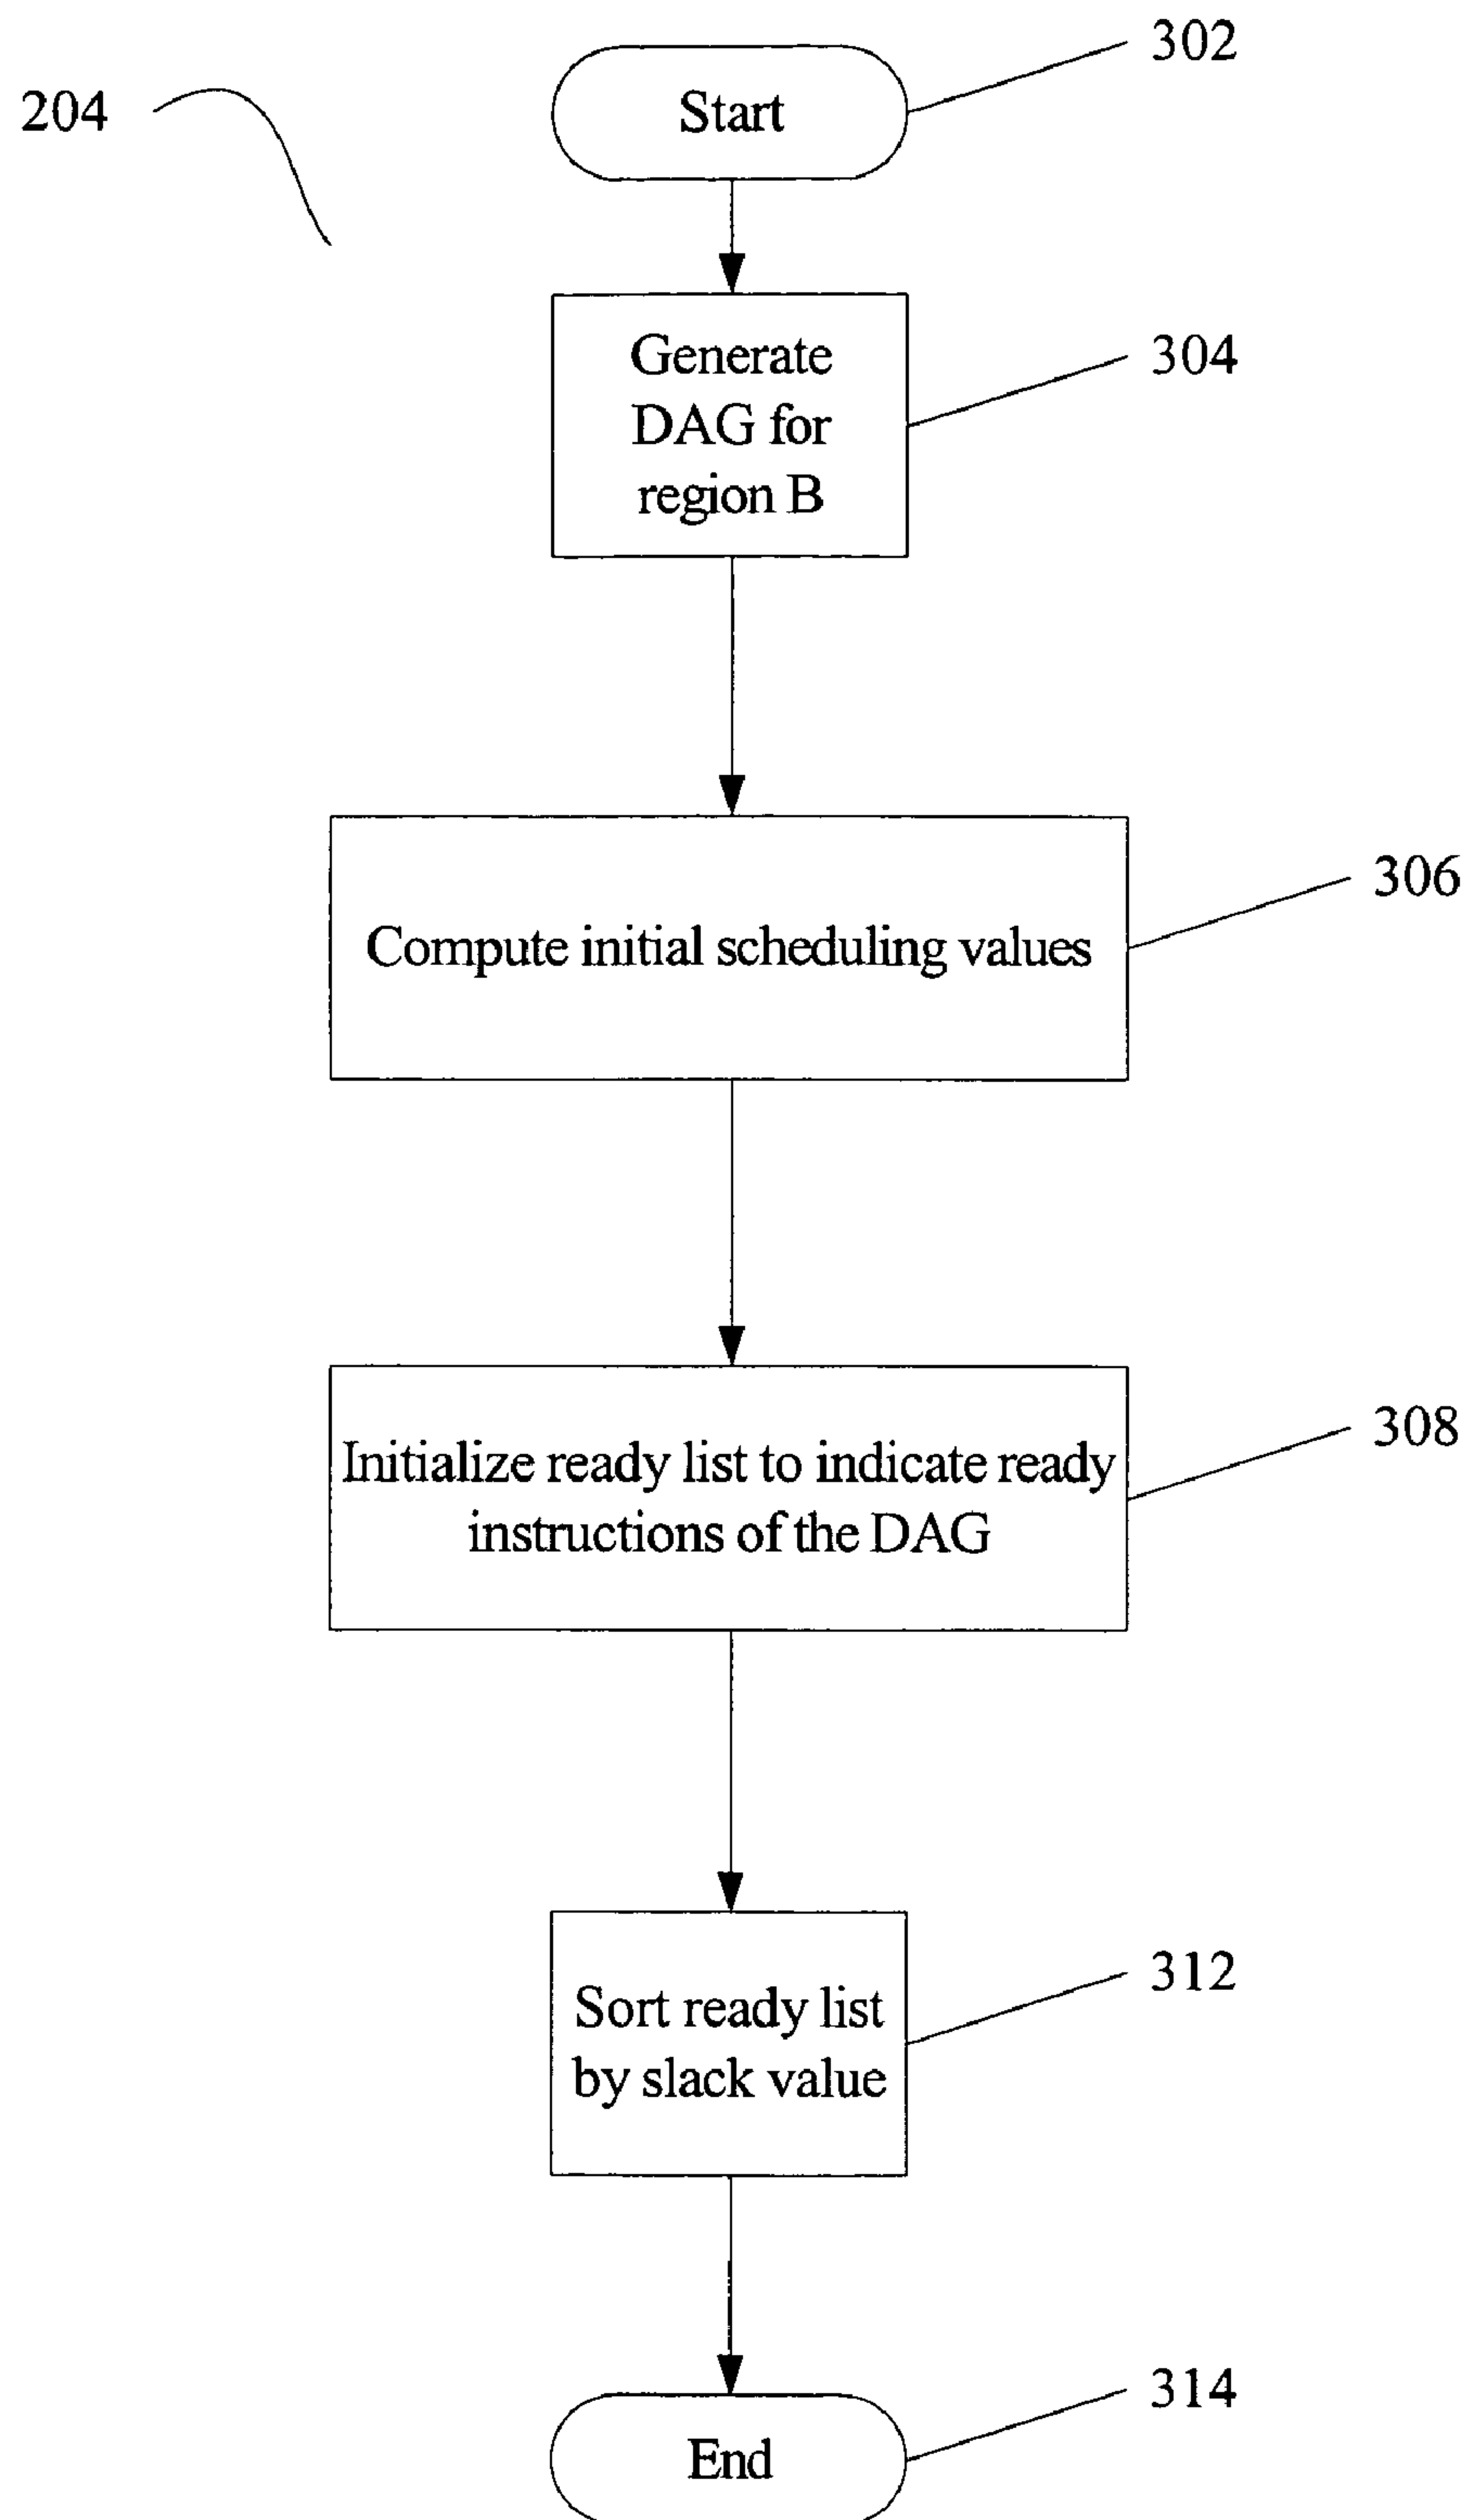 302
204
Start
304
Generate
DAG for
region B
306
Compute initial scheduling values
308
Initialize ready list to indicate ready
instructions of the DAG
312
Sort ready list
by slack value
314
End